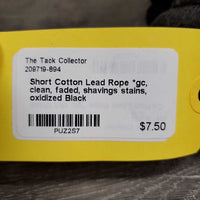 The Tack Collector
209719-894
Short Cotton Lead Rope *gc,
clean, faded, shavings stains,
oxidized Black
$7.50
PUZ2S7